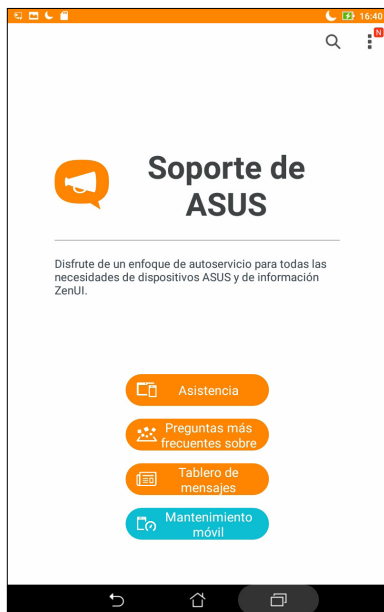 16:40
N
Soporte de
ASUS
Disfrute de un enfoque de autoservicio para todas las
necesidades de dispositivos ASUS y de información
ZenUI.
Asistencia
Preguntas más
frecuentes sobre
Tablero de
mensajes
Mantenimiento
móvil